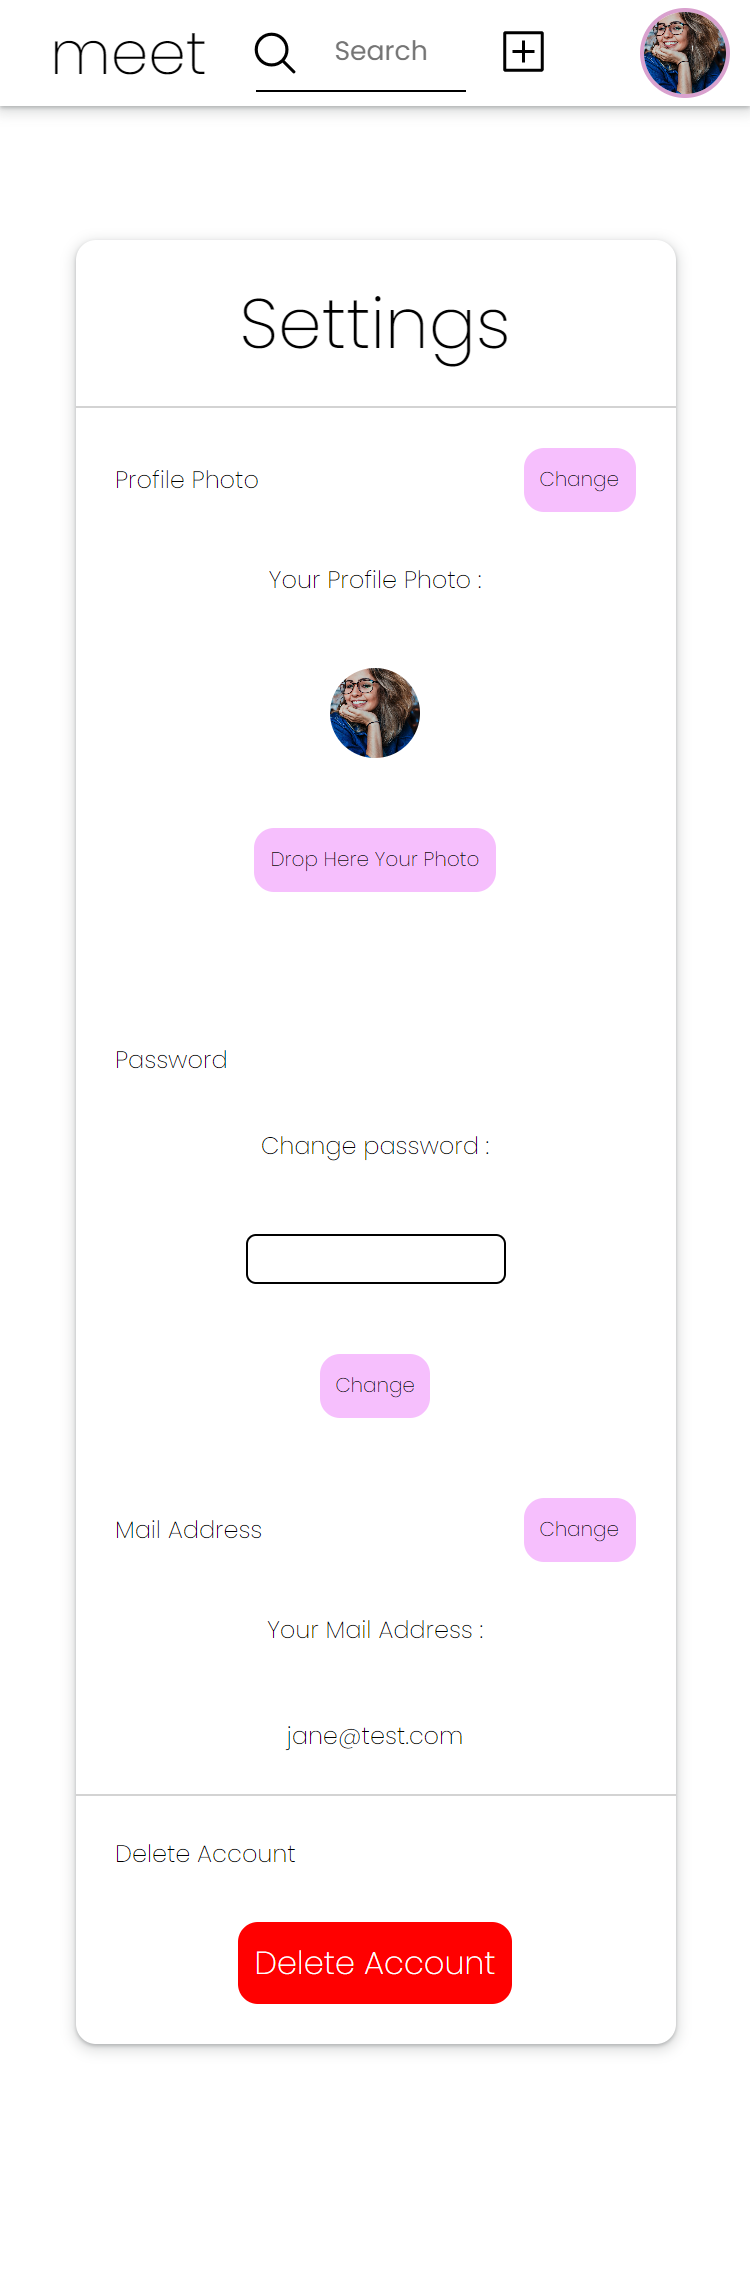 meet
Search
Settings
Profile Photo
Change
Your Profile Photo :
Drop Here Your Photo
Password
Change password :
Change
Mail Address
Change
Your Mail Address :
jane@test.com
Delete Account
Delete Account